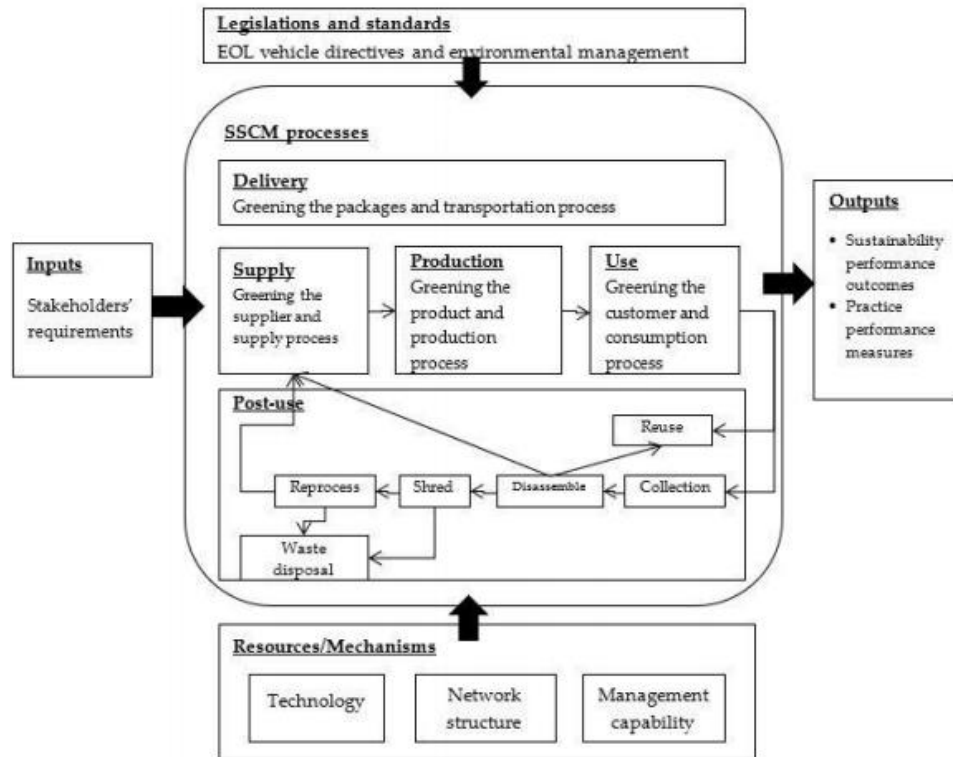 Legislations and standards
EOL vehicle directives and environmental management
SSCM processes
Delivery
Greening the packages and transportation process
Inputs
Stakeholders'
requirements
Supply
Greening the
supplier and
supply process
Production
Greening the
product and
production
process
Use
Greening the
customer and
consumption
process
Outputs
• Sustainability
performance
outcomes
• Practice
performance
measures
Post-use
Reuse
Reprocess
Shred
Disassemble
Collection
Waste
disposal
Resources/Mechanisms
Technology
Network
structure
Management
capability